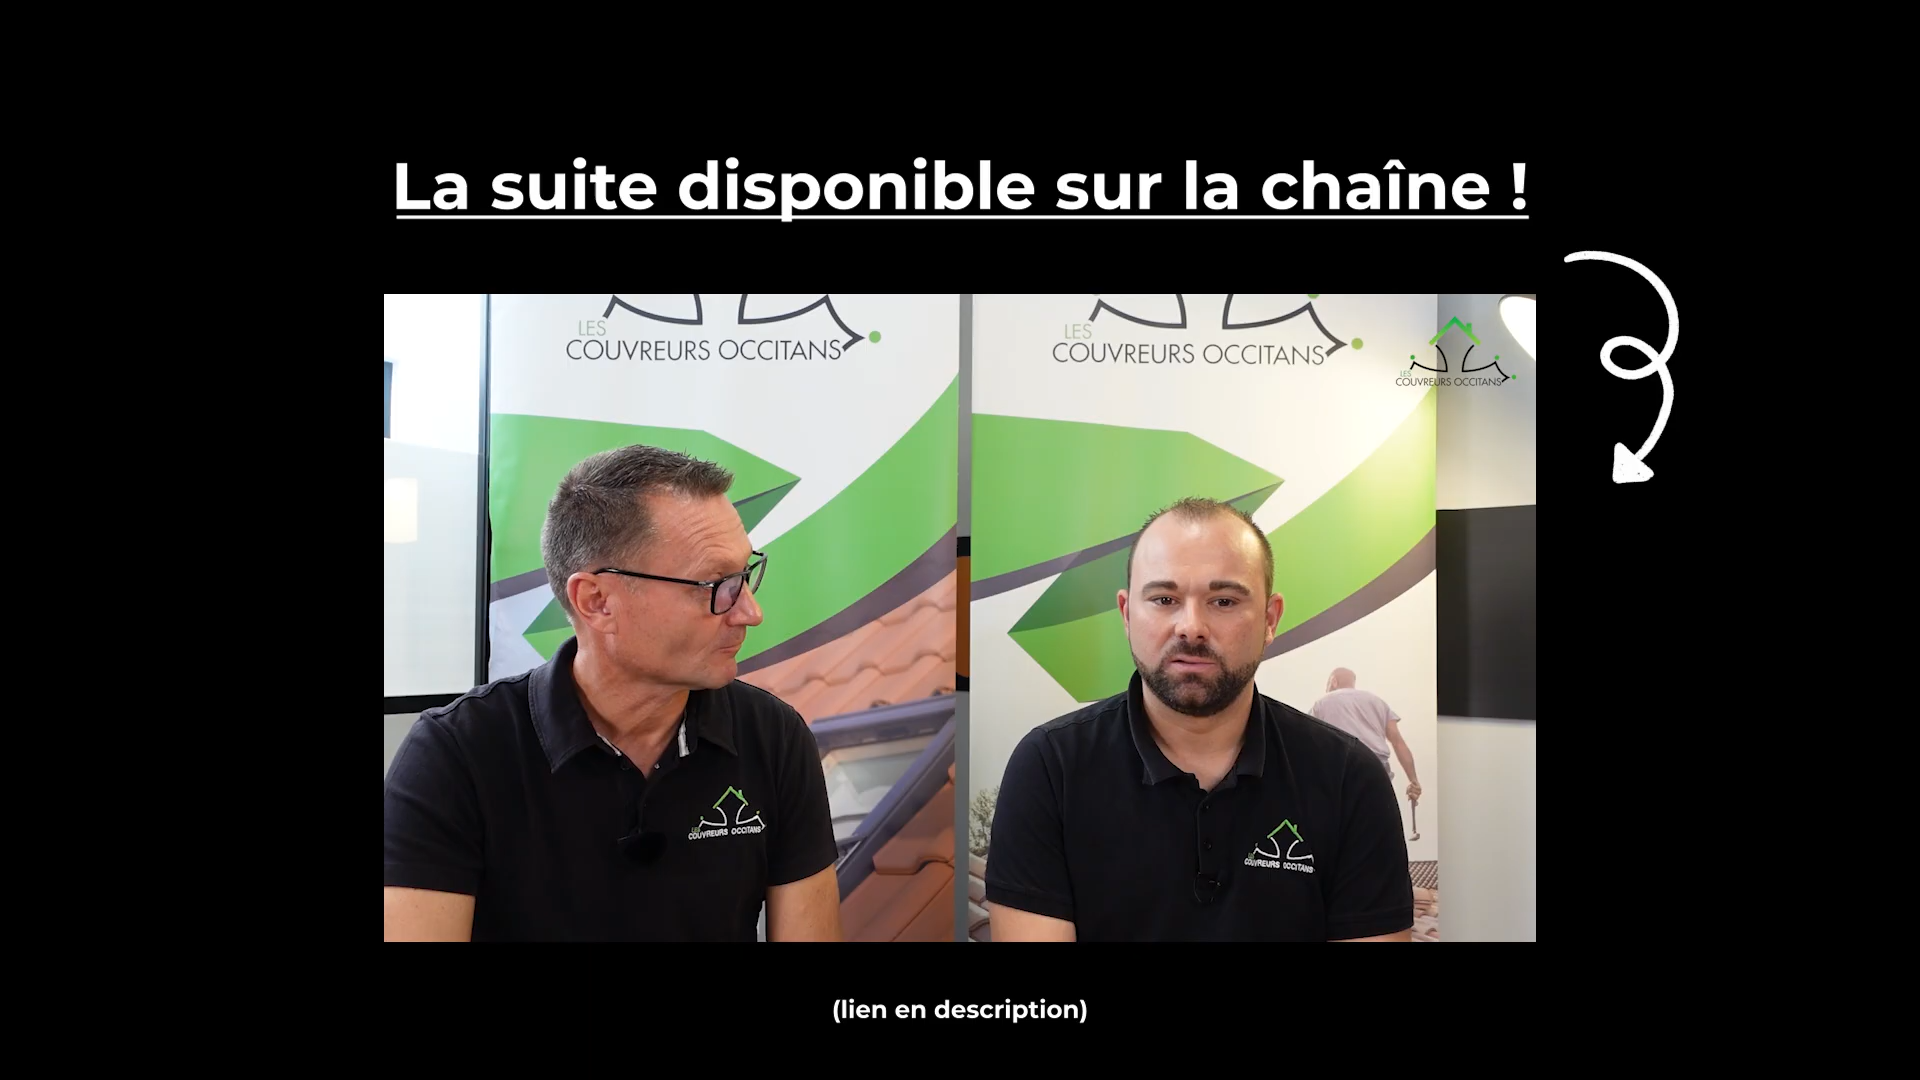 La suite disponible sur la chaîne !
LES
COUVREURS OCCITANS
LES
COUVREURS OCCITANS
LES
COUVREURS OCCITANS
LES
COUVREURS OCCITANS
LES
COUVREURS OCCITANS
(lien en description)